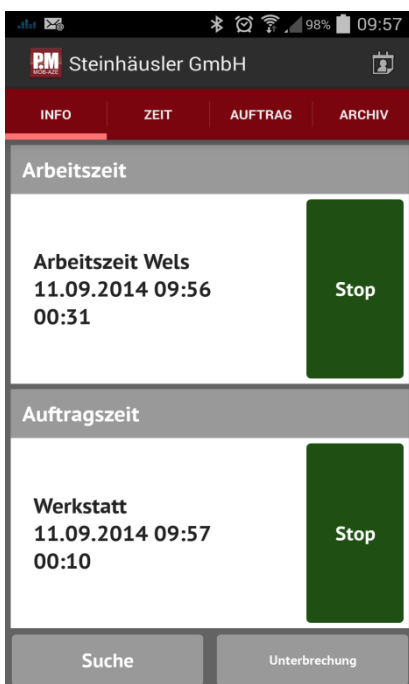 98% 09:57
P.M
MOB-AZE
Steinhäusler GmbH
INFO ZEIT AUFTRAG ARCHIV
Arbeitszeit
Arbeitszeit Wels
11.09.2014 09:56
00:31
Stop
Auftragszeit
Werkstatt
11.09.2014 09:57
00:10
Stop
Suche Unterbrechung